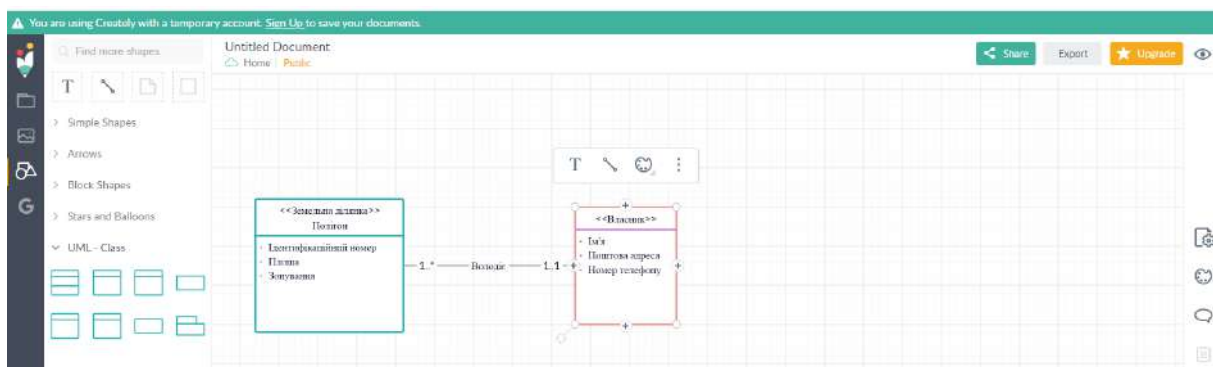 You are using Creately with a temporary account. Sign Up to save your documents.
Find more shapes
Untitled Document
Home | Public
Share
Export
Upgrade
T
Simple Shapes
Arrows
Block Shapes
Stars and Balloons
UML - Class
G
T
<<Земельна ділянка>>
Полігон
- Ідентифікаційний номер
- Площа
- Зонування
1..*
Володіє
1..1
<<Власник>>
- Ім'я
- Поштова адреса
- Номер телефону